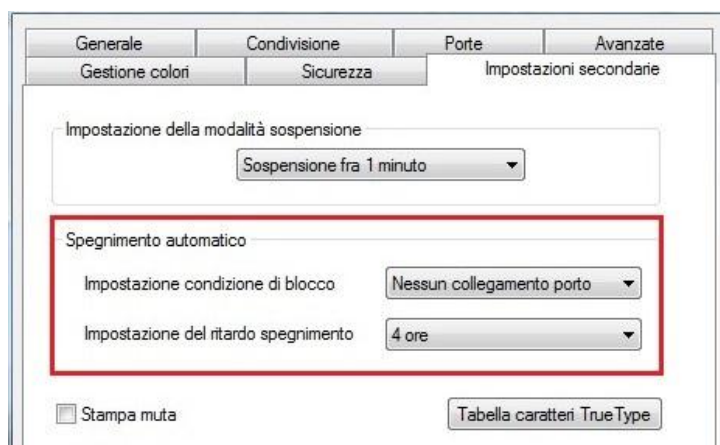 Generale Condivisione Porte Avanzate
Gestione colori Sicurezza Impostazioni secondarie
Impostazione della modalità sospensione
Sospensione fra 1 minuto
Spegnimento automatico
Impostazione condizione di blocco Nessun collegamento porto
Impostazione del ritardo spegnimento 4 ore
Stampa muta Tabella caratteri TrueType